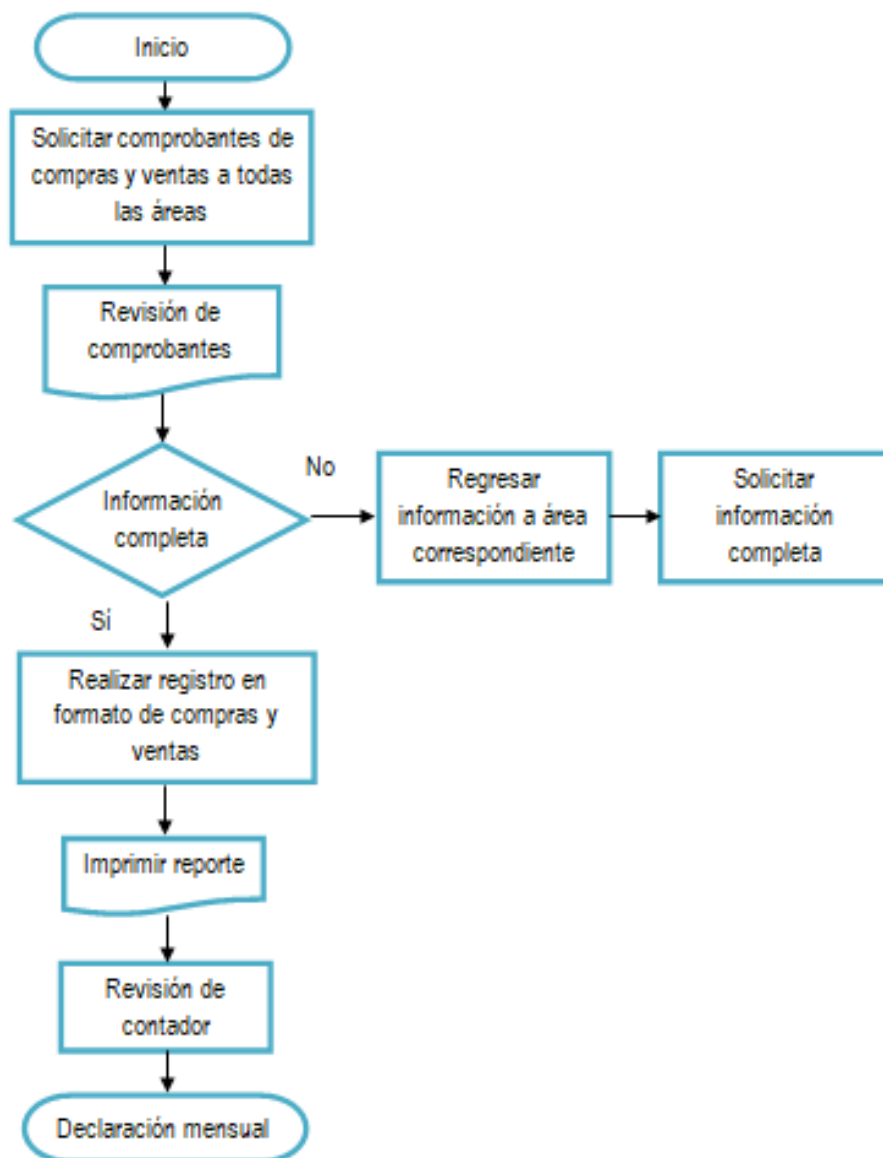 Inicio
Solicitar comprobantes de
compras y ventas a todas
las áreas
Revisión de
comprobantes
Información
completa
No
Regresar
información a área
correspondiente
Solicitar
información
completa
Sí
Realizar registro en
formato de compras y
ventas
Imprimir reporte
Revisión de
contador
Declaración mensual